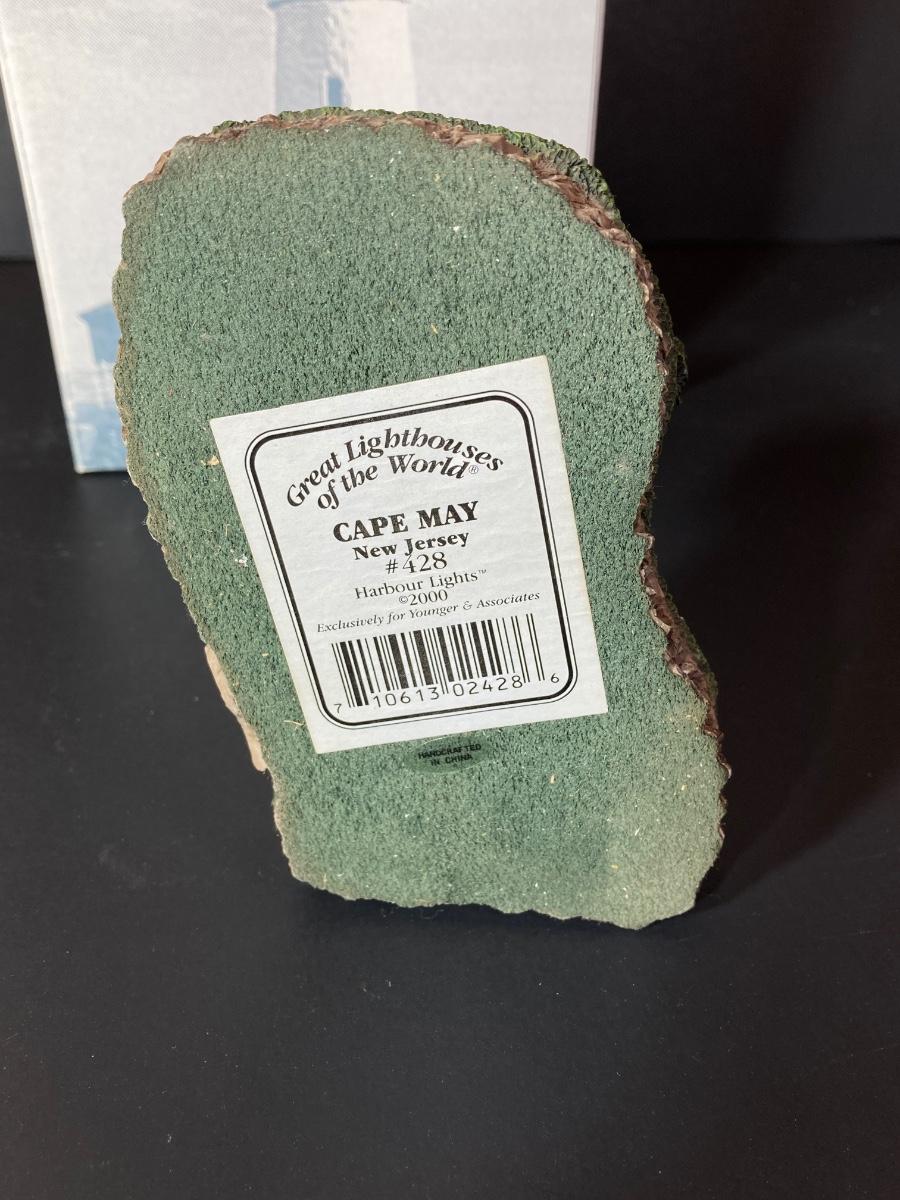 Great Lighthouses
of the World®
CAPE MAY
New Jersey
#428
Harbour Lights™
©2000
Exclusively for Younger & Associates
7 10613 02428 6
HANDCRAFTED
IN CHINA